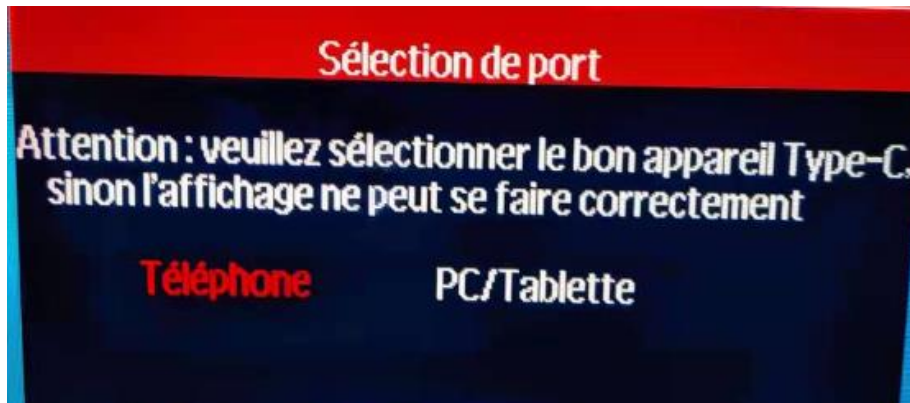 Sélection de port
Attention : veuillez sélectionner le bon appareil Type-C.
sinon l'affichage ne peut se faire correctement
Téléphone PC/Tablette